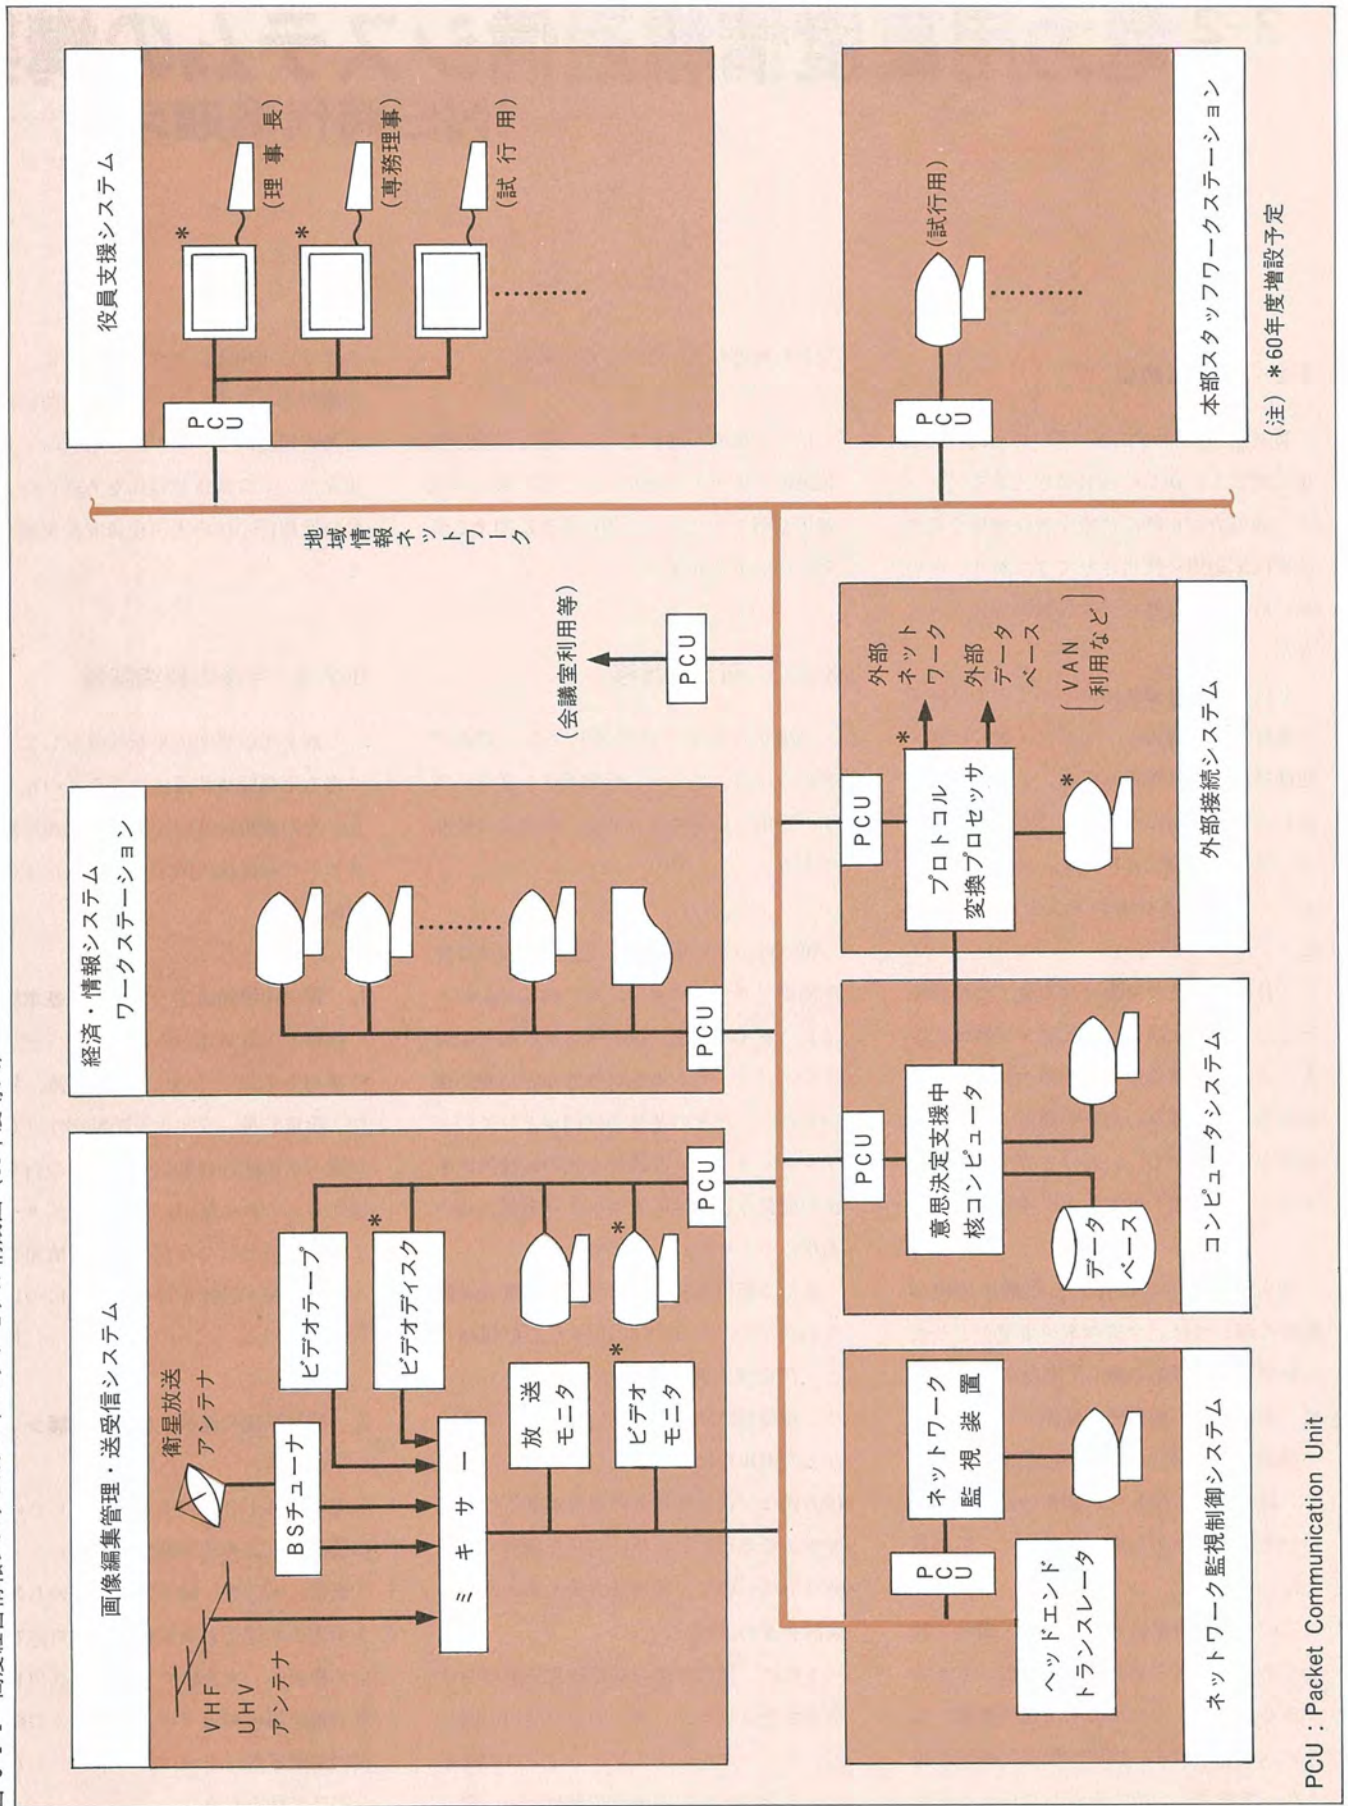 画像編集管理・送受信システム
VHF
UHV
アンテナ
衛星放送
アンテナ
BSチューナ
ビデオテープ
ビデオディスク
*
ミキサー
放送
モニタ
ビデオ
モニタ
*
*
PCU
経済・情報システム
ワークステーション
PCU
(会議室利用等)
PCU
地域情報ネットワーク
役員支援システム
PCU
*
(理事長)
*
(専務理事)
(試行用)
ネットワーク監視制御システム
ヘッドエンド
トランスレータ
PCU
ネットワーク
監視装置
コンピュータシステム
PCU
意思決定支援中
核コンピュータ
データ
ベース
外部接続システム
PCU
プロトコル
変換プロセッサ
*
外部
ネット
ワーク
外部
データ
ベース
〔VAN
利用など〕
*
本部スタッフワークステーション
PCU
(試行用)
(注) *60年度増設予定
PCU : Packet Communication Unit